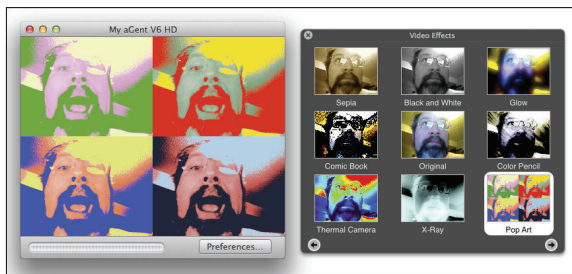 My aGent V6 HD
Preferences...
Video Effects
Sepia
Black and White
Glow
Comic Book
Original
Color Pencil
Thermal Camera
X-Ray
Pop Art